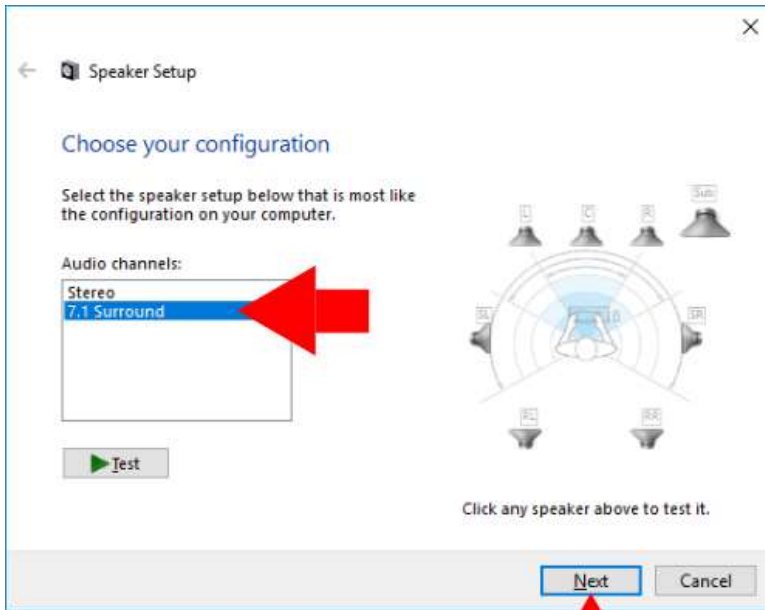 Speaker Setup
Choose your configuration
Select the speaker setup below that is most like
the configuration on your computer.
Audio channels:
Stereo
7.1 Surround
Test
L
C
R
Sub
SL
SR
RL
RR
Click any speaker above to test it.
Next
Cancel